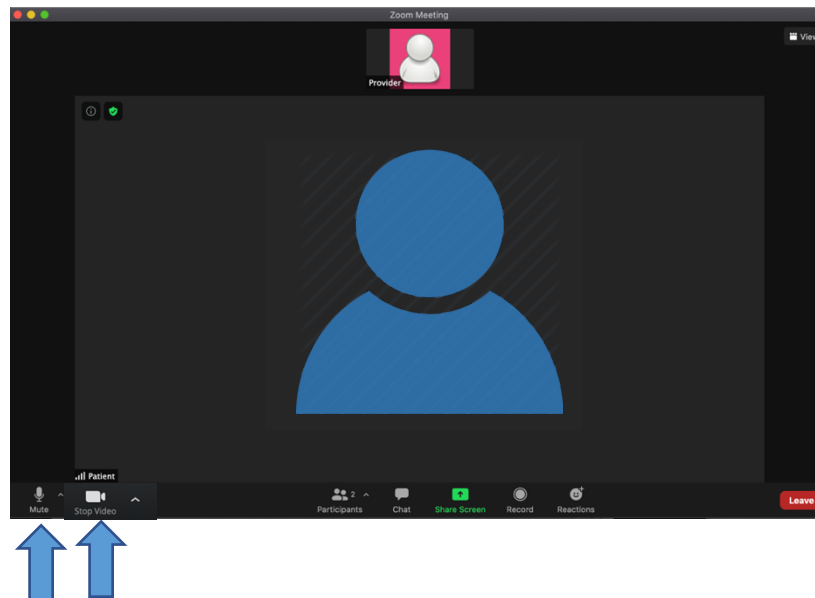 Zoom Meeting
View
Provider
Patient
Mute
Stop Video
2
Participants
Chat
Share Screen
Record
Reactions
Leave